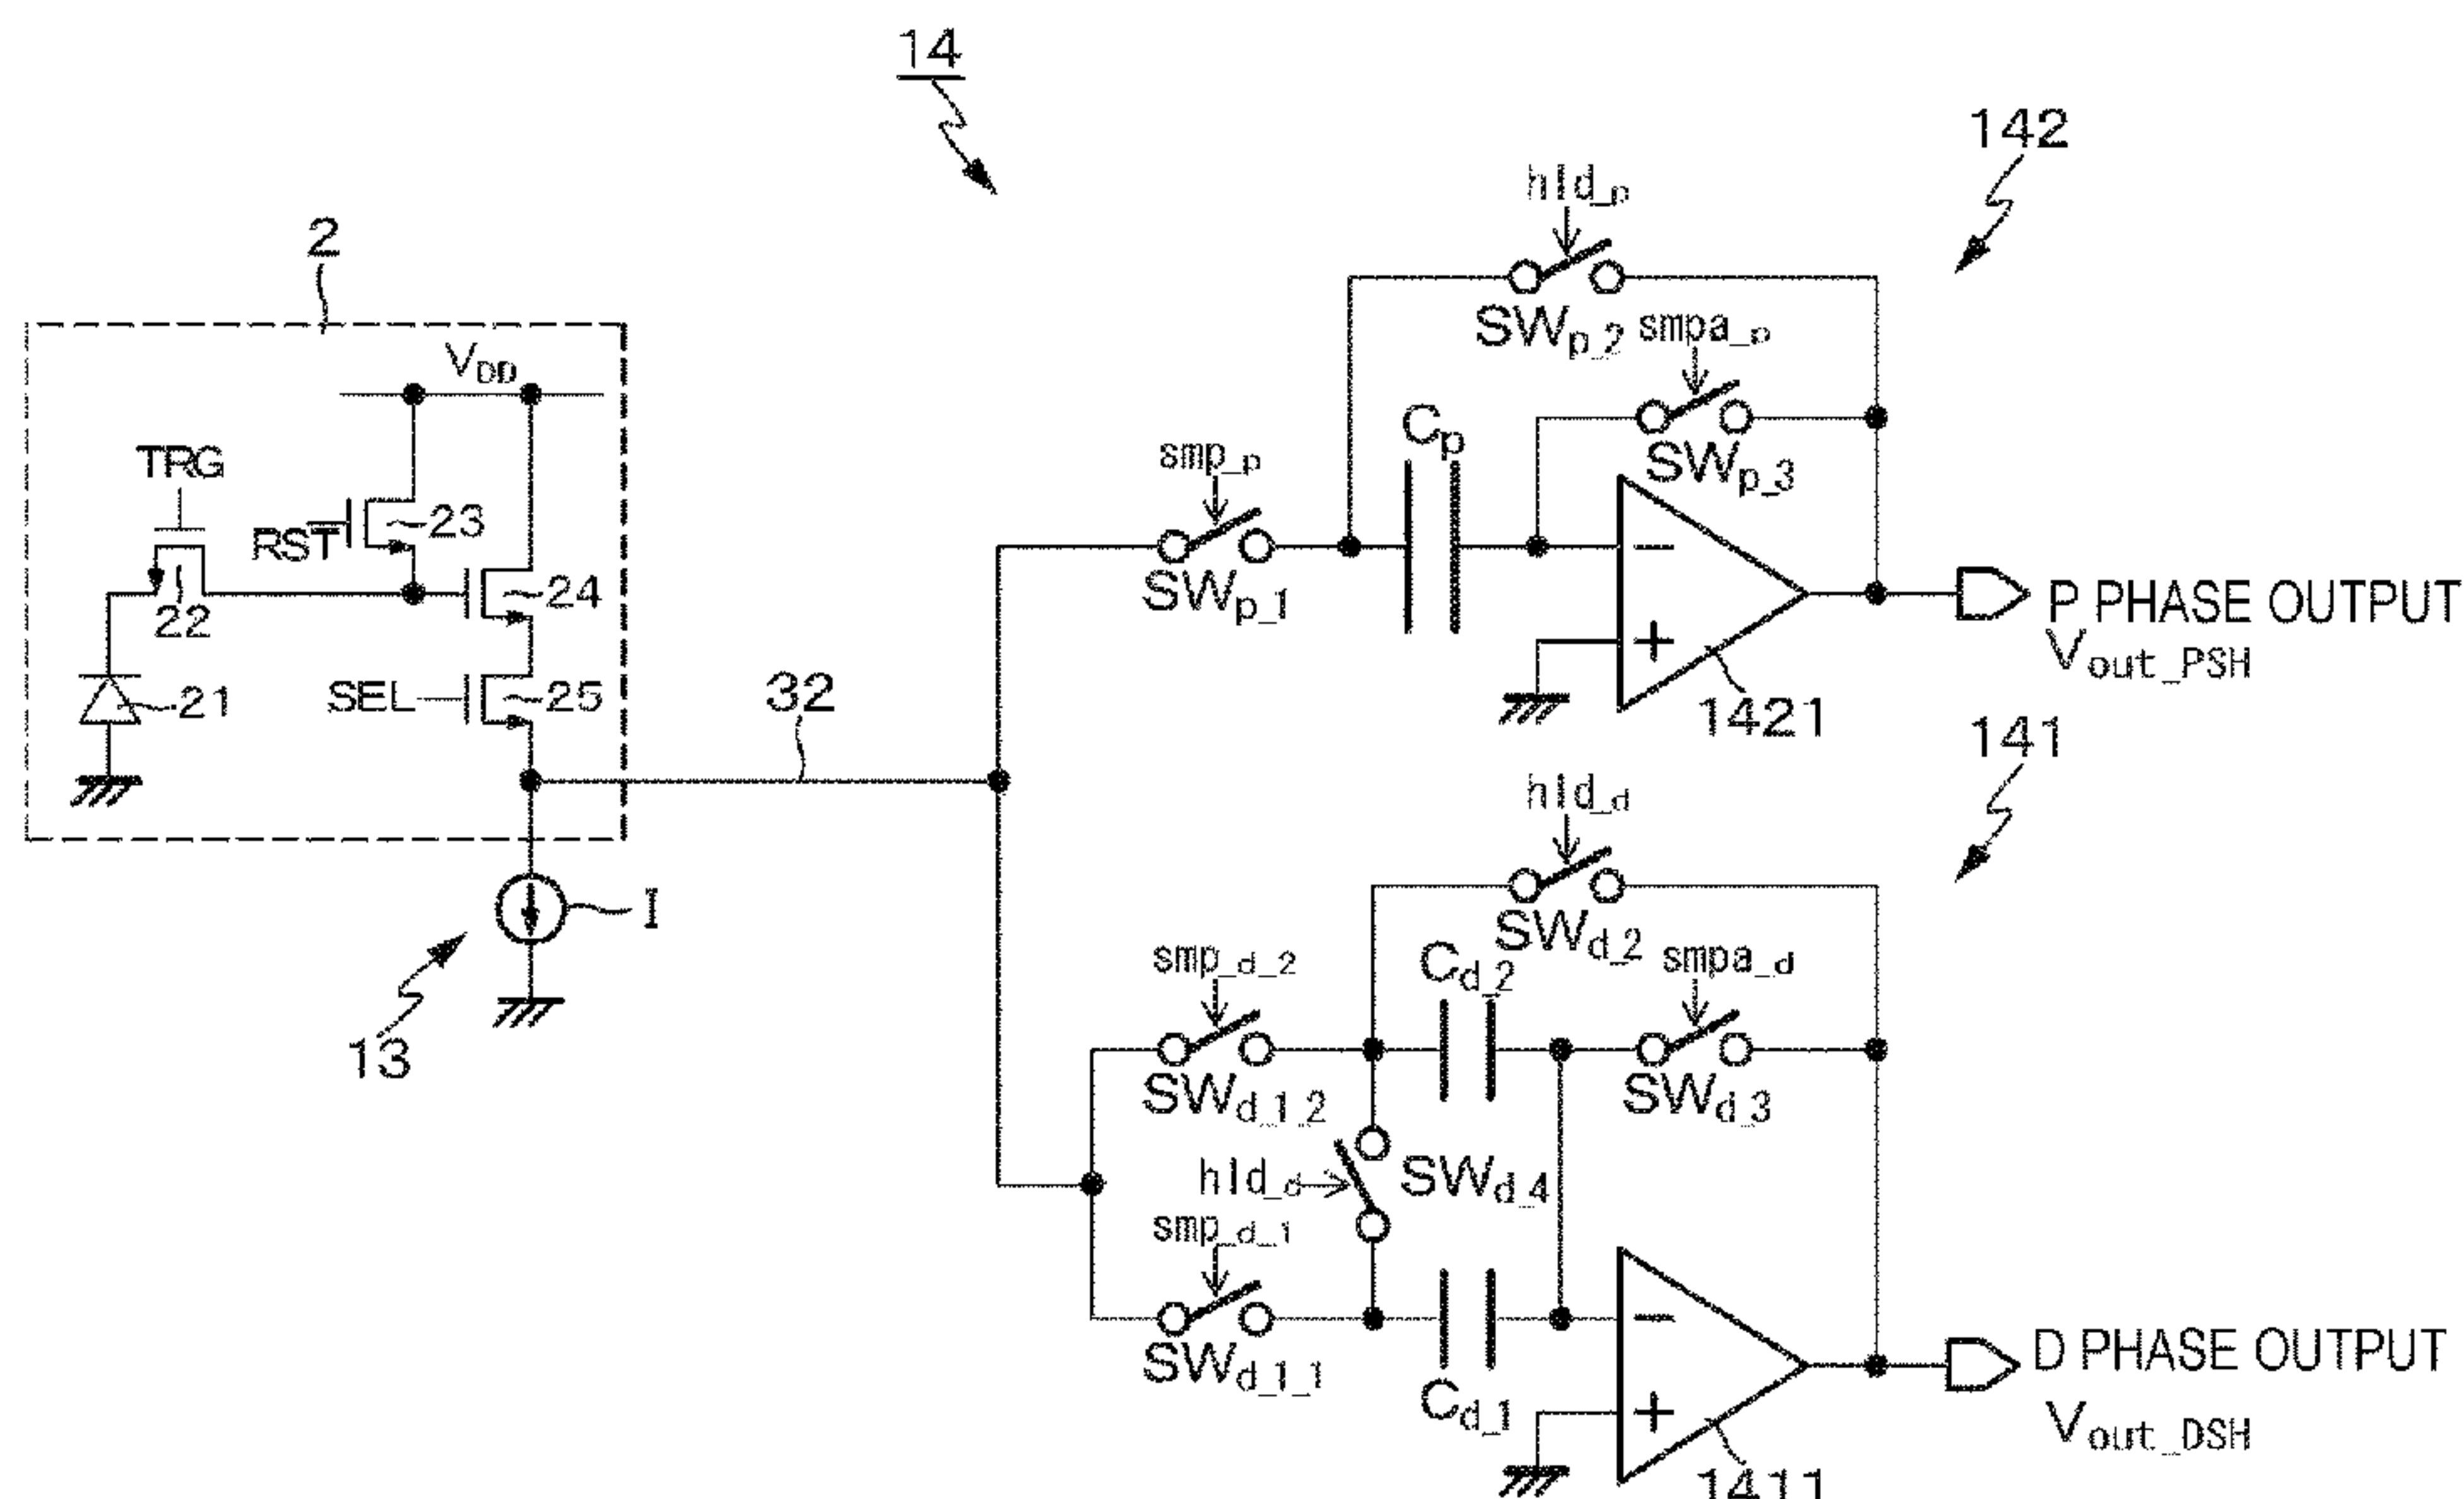 14
142
hld_p
2
SWp_2
smpa_p
VDD
Cp
SWp_3
TRG
smp_p
RST
23
SWp_1
24
22
P PHASE OUTPUT
Vout_PSH
SEL
25
21
32
1421
141
hld_d
I
SWd_2
smp_d_2
Cd_2
smpa_d
13
SWd_1_2
SWd_3
hld_d
SWd_4
smp_d_1
SWd_1_1
Cd_1
D PHASE OUTPUT
Vout_DSH
1411